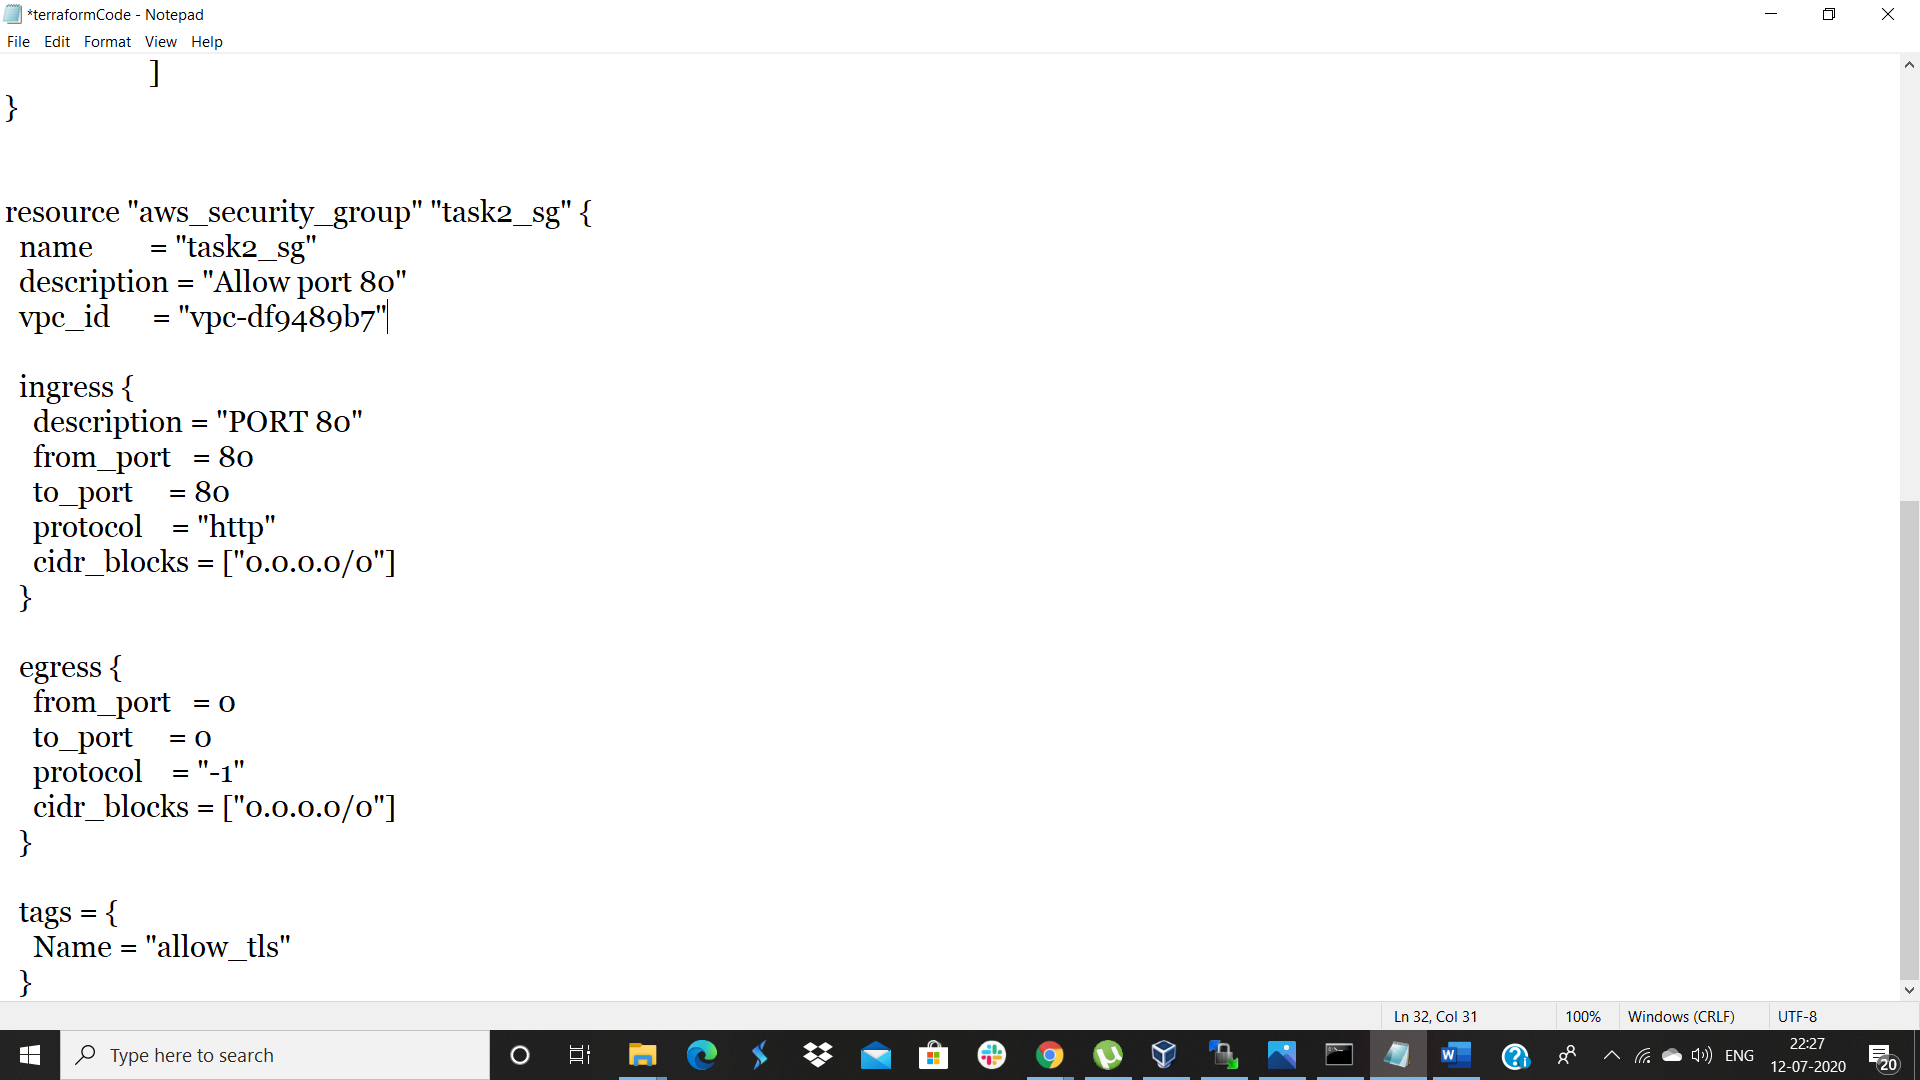 *terraformCode - Notepad
File Edit Format View Help
]
}
resource "aws_security_group" "task2_sg" {
name = "task2_sg"
description = "Allow port 80"
vpc_id = "vpc-df9489b7"
ingress {
description = "PORT 80"
from_port = 80
to_port = 80
protocol = "http"
cidr_blocks = ["0.0.0.0/0"]
}
egress {
from_port = 0
to_port = 0
protocol = "-1"
cidr_blocks = ["0.0.0.0/0"]
}
tags = {
Name = "allow_tls"
}
Ln 32, Col 31 100% Windows (CRLF) UTF-8
Type here to search
ENG
22:27
12-07-2020
20